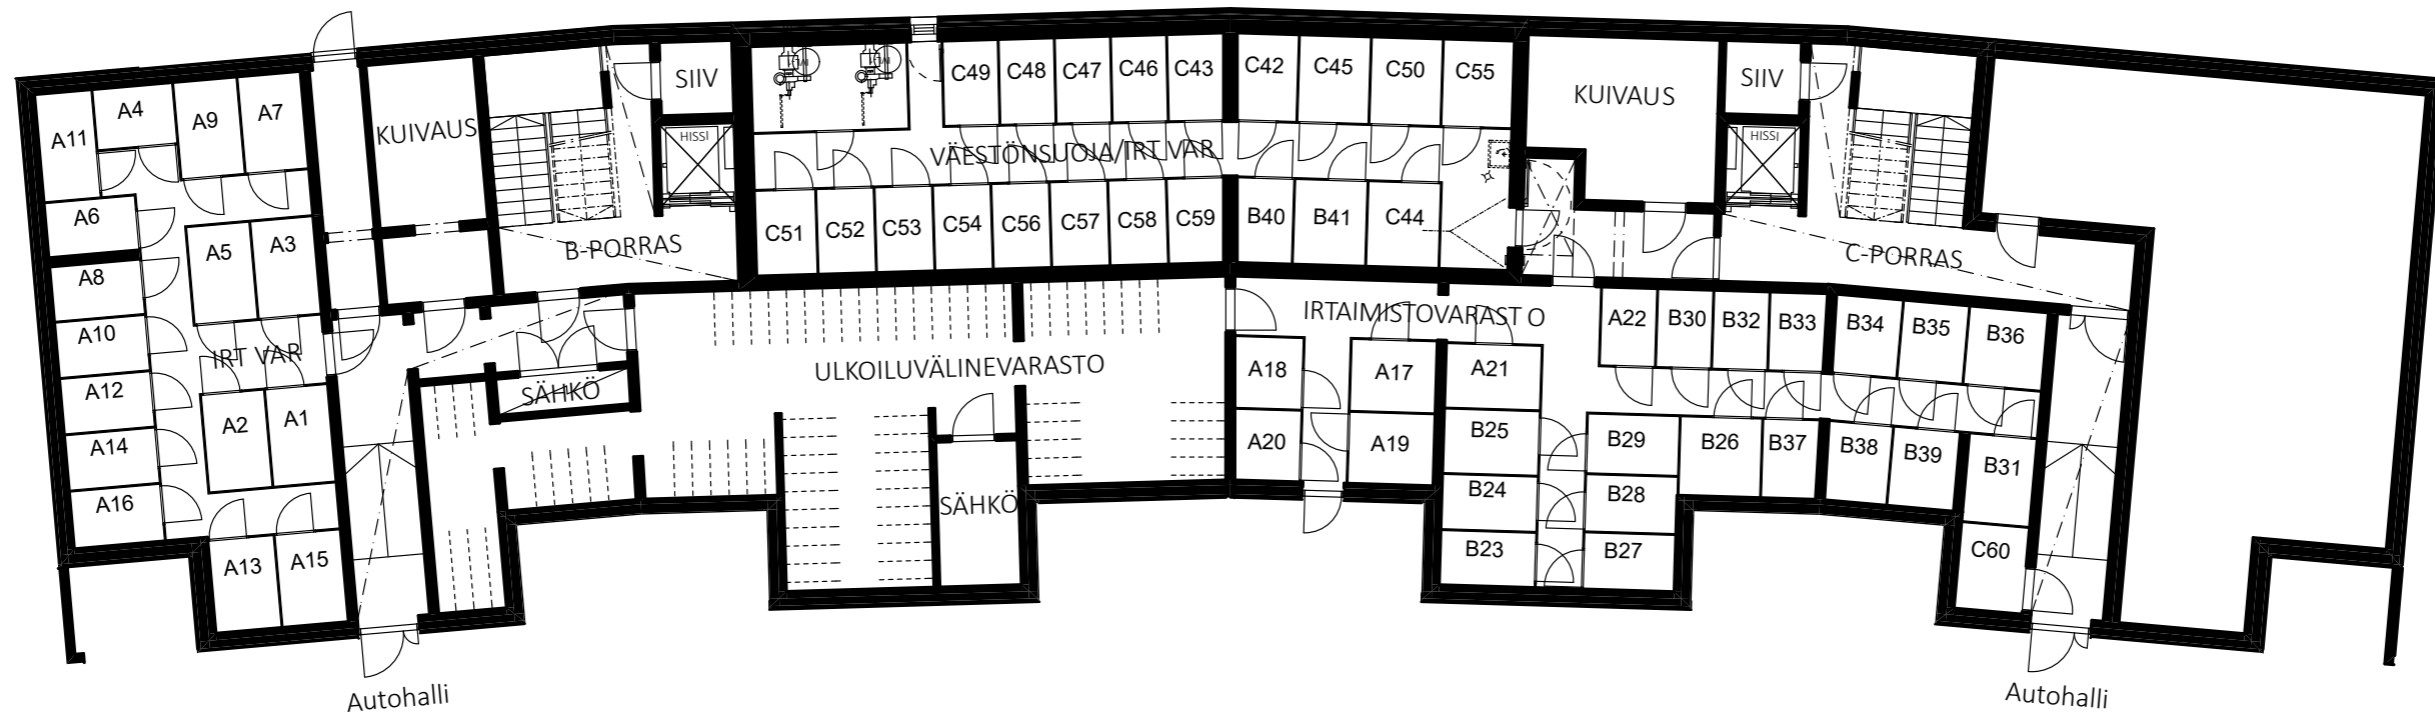 A11
A4
A9
A7
KUIVAUS
SIIV
HISSI
C49
C48
C47
C46
C43
C42
C45
C50
C55
KUIVAUS
SIIV
HISSI
VÄESTÖNSUOJA/IRT VAR
A6
A5
A3
B-PORRAS
C51
C52
C53
C54
C56
C57
C58
C59
B40
B41
C44
C-PORRAS
A8
A10
IRT VAR
A12
A2
A1
A14
A16
A13
A15
SÄHKÖ
ULKOILUVÄLINEVARASTO
SÄHKÖ
IRTAIMISTOVARAST O
A18
A17
A21
A22
B30
B32
B33
B34
B35
B36
A20
A19
B25
B29
B26
B37
B38
B39
B31
B24
B28
B23
B27
C60
Autohalli
Autohalli